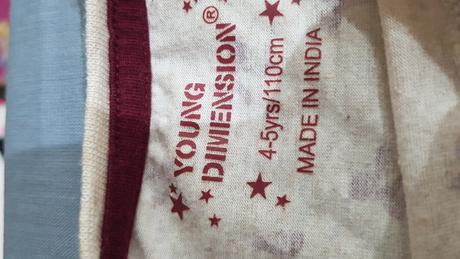 YOUNG
DIMENSION®
4-5yrs/110cm
MADE IN INDIA